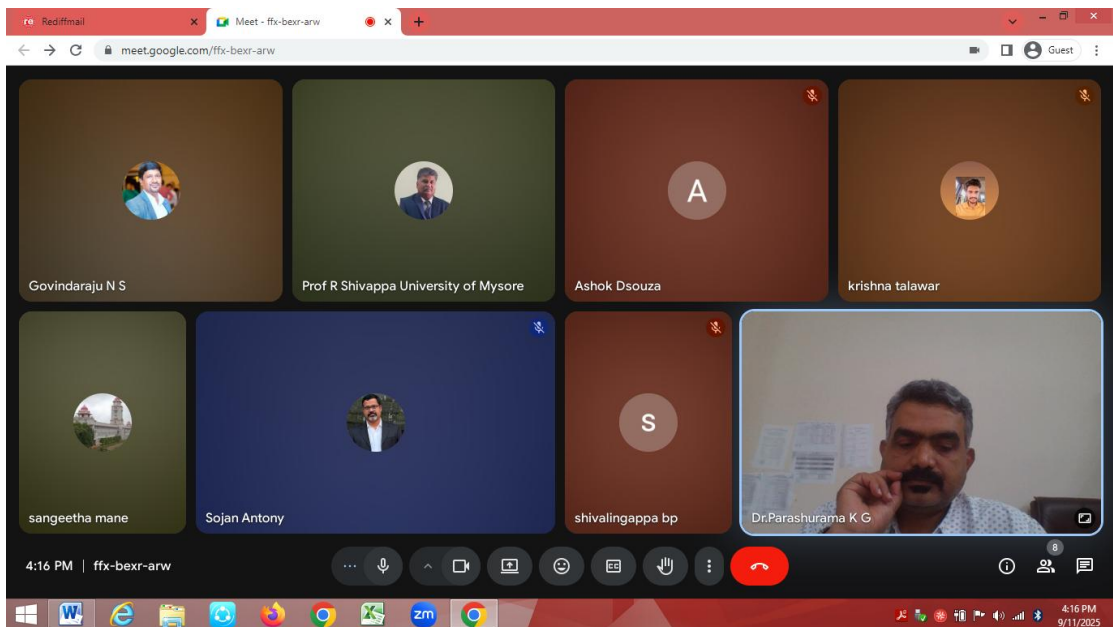 Rediffmail
Meet - ffx-bexr-arw
meet.google.com/ffx-bexr-arw
Guest
Govindaraju N S
Prof R Shivappa University of Mysore
A
Ashok Dsouza
krishna talawar
sangeetha mane
Sojan Antony
s
shivalingappa bp
Dr.Parashurama K G
4:16 PM | ffx-bexr-arw
CC
8
W
zm
4:16 PM
9/11/2025